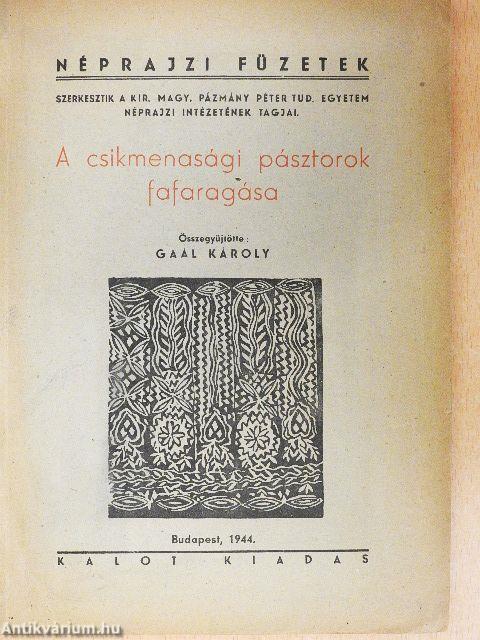 NÉPRAJZI FÜZETEK
SZERKESZTIK A KIR. MAGY. PÁZMÁNY PÉTER TUD. EGYETEM
NÉPRAJZI INTÉZETÉNEK TAGJAI.
A csikmenasági pásztorok
fafaragása
Összegyüjtötte:
GAÁL KÁROLY
Budapest, 1944.
KALOT KIADÁS
Antikvárium.hu